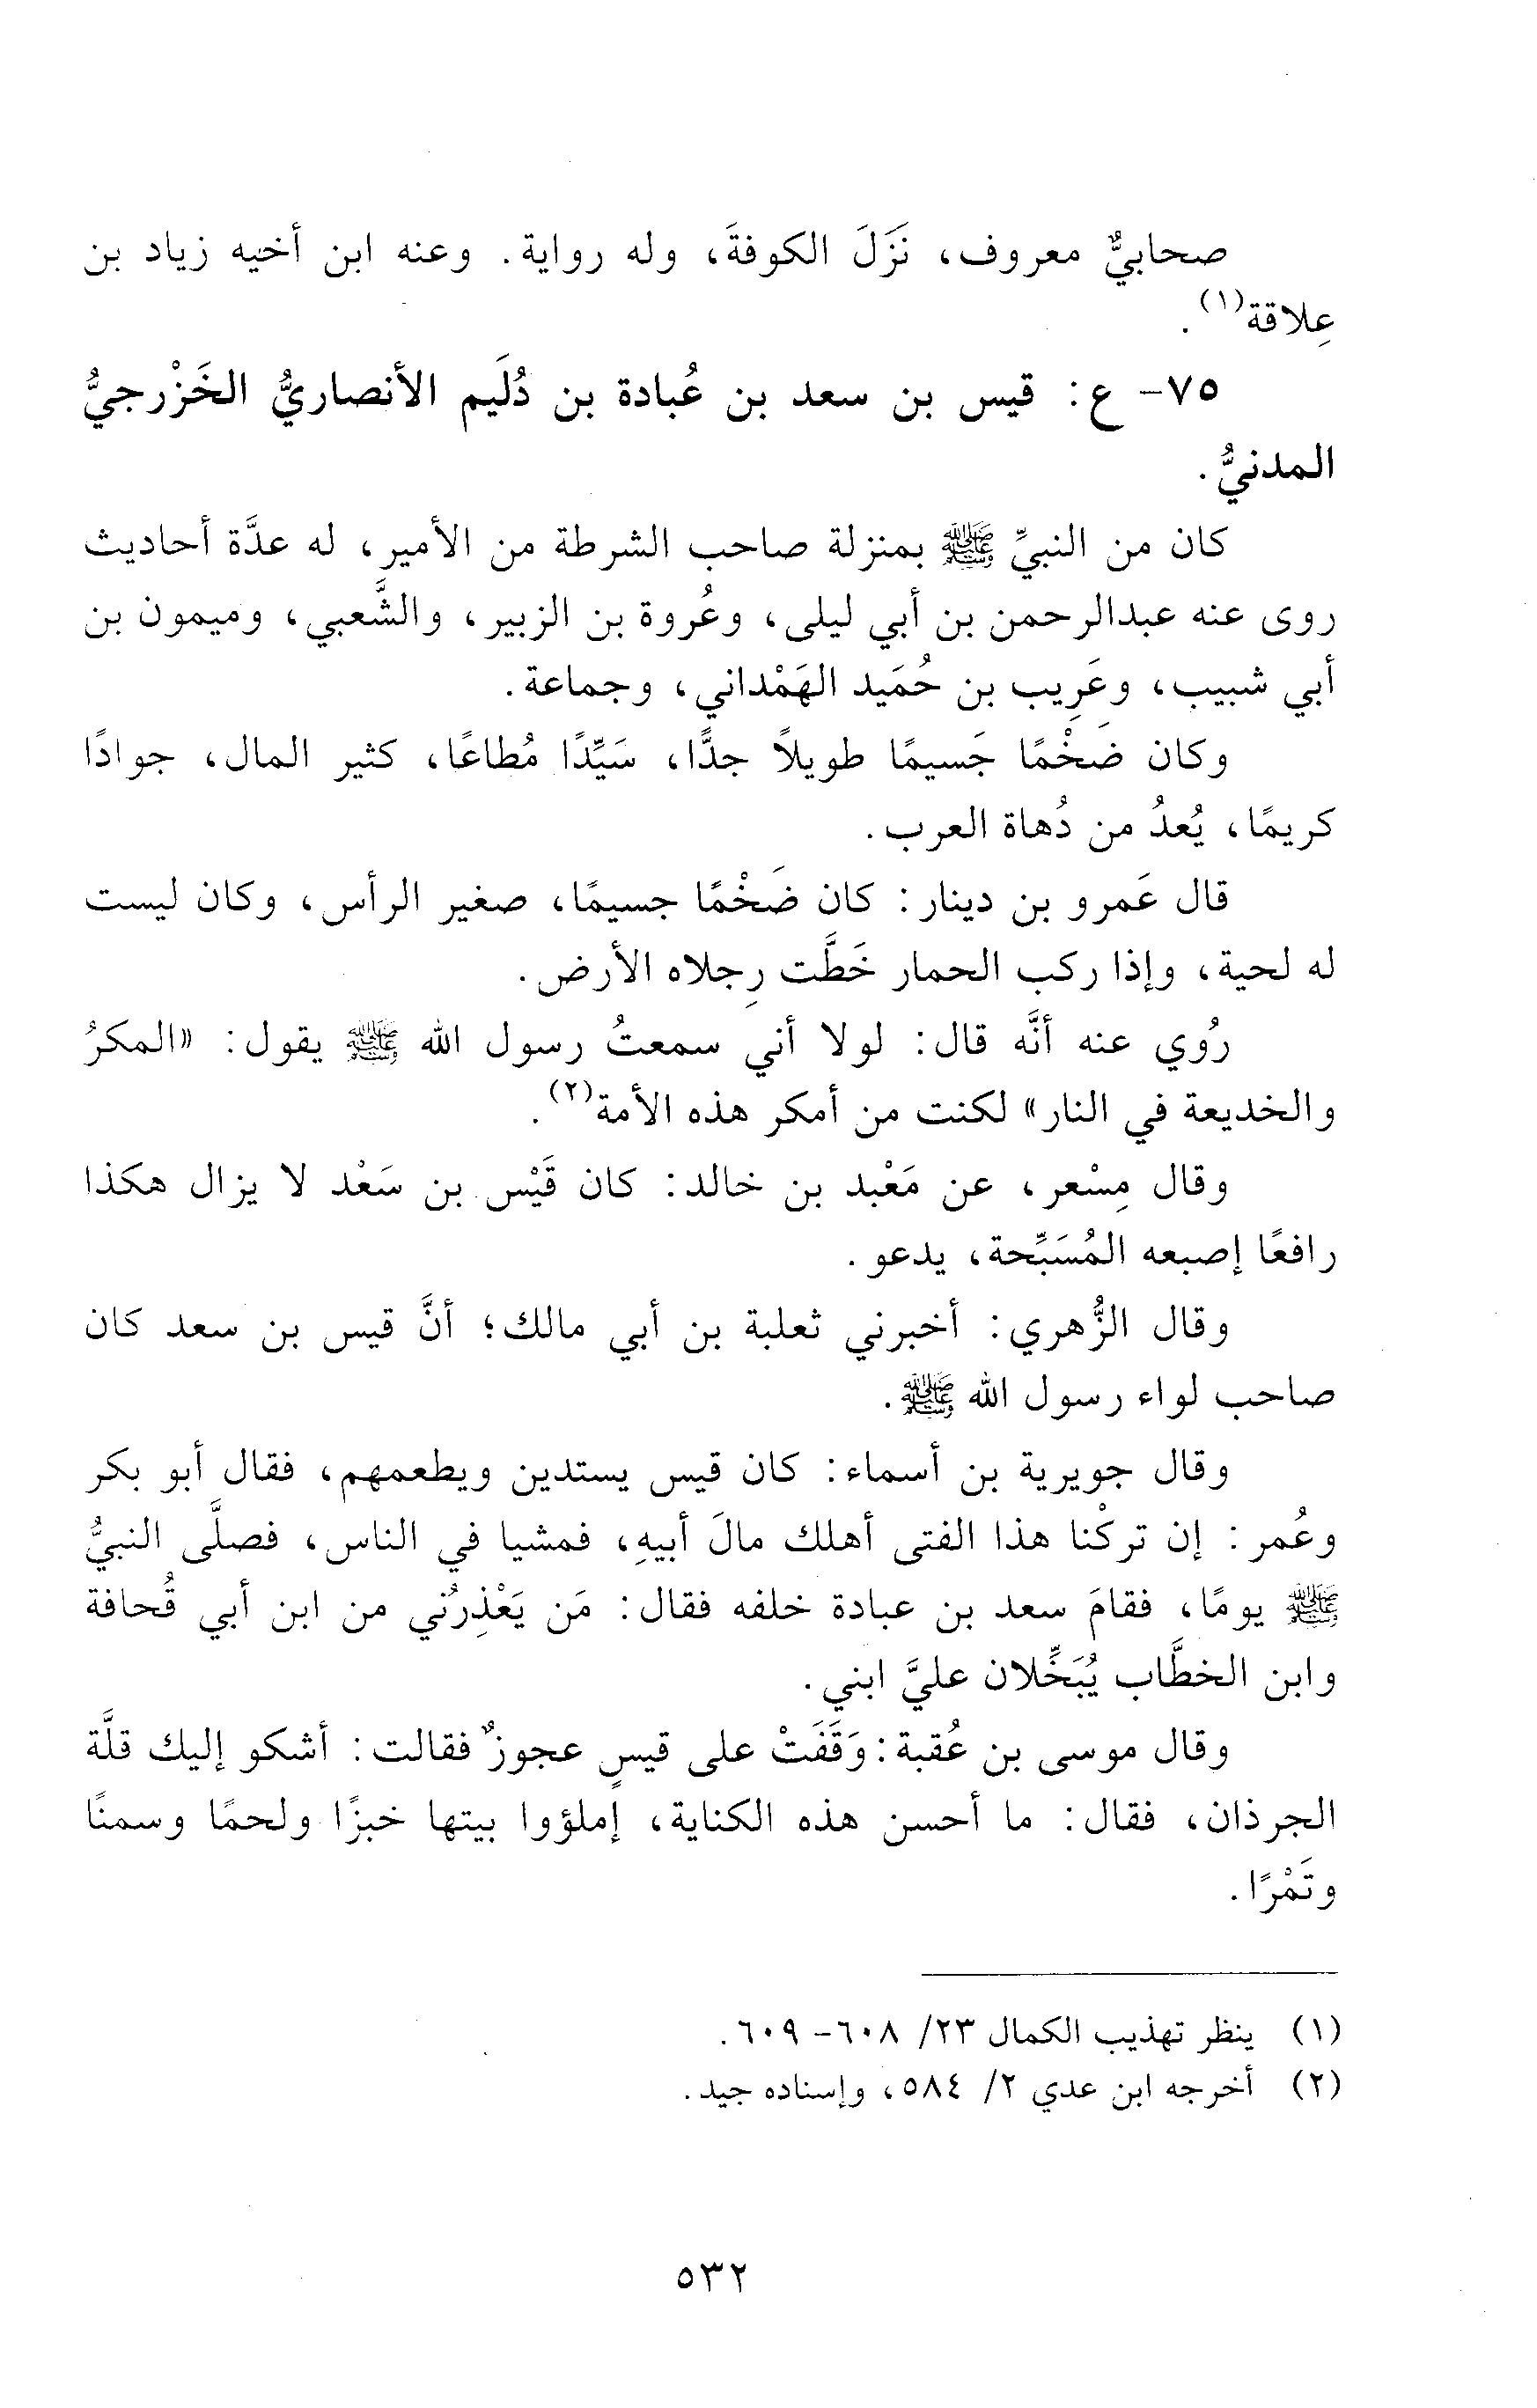 صحابيٌّ معروف، نَزَلَ الكوفةَ، وله رواية. وعنه ابن أخيه زياد بن
عِلاقة(١).
٧٥- ع: قيس بن سعد بن عُبادة بن دُلَيم الأنصاريُّ الخَزْرجيُّ
المدنيُّ.
كان من النبيِّ ﷺ بمنزلة صاحب الشرطة من الأمير، له عدَّة أحاديث
روى عنه عبدالرحمن بن أبي ليلى، وعُروة بن الزبير، والشَّعبي، وميمون بن
أبي شبيب، وعَرِيب بن حُمَيد الهَمْداني، وجماعة.
وكان ضَخْمًا جَسيمًا طويلاً جدًّا، سَيِّدًا مُطاعًا، كثير المال، جوادًا
كريمًا، يُعدُ من دُهاة العرب.
قال عَمرو بن دينار: كان ضَخْمًا جسيمًا، صغير الرأس، وكان ليست
له لحية، وإذا ركب الحمار خَطَّت رِجلاه الأرض.
رُوي عنه أنَّه قال: لولا أني سمعتُ رسول الله ﷺ يقول: «المكرُ
والخديعة في النار» لكنت من أمكر هذه الأمة(٢).
وقال مِسْعر، عن مَعْبد بن خالد: كان قَيْس بن سَعْد لا يزال هكذا
رافعًا إصبعه المُسَبِّحة، يدعو.
وقال الزُّهري: أخبرني ثعلبة بن أبي مالك؛ أنَّ قيس بن سعد كان
صاحب لواء رسول الله ﷺ.
وقال جويرية بن أسماء: كان قيس يستدين ويطعمهم، فقال أبو بكر
وعُمر: إن تركْنا هذا الفتى أهلك مالَ أبيهِ، فمشيا في الناس، فصلَّى النبيُّ
ﷺ يومًا، فقامَ سعد بن عبادة خلفه فقال: مَن يَعْذِرُني من ابن أبي قُحافة
وابن الخطَّاب يُبَخِّلان عليَّ ابني.
وقال موسى بن عُقبة: وَقَفَتْ على قيسٍ عجوزٌ فقالت: أشكو إليك قلَّة
الجرذان، فقال: ما أحسن هذه الكناية، إملؤوا بيتها خبزًا ولحمًا وسمنًا
وتَمْرًا.
(١) ينظر تهذيب الكمال ٢٣/ ٦٠٨- ٦٠٩.
(٢) أخرجه ابن عدي ٢/ ٥٨٤، وإسناده جيد.
٥٣٢